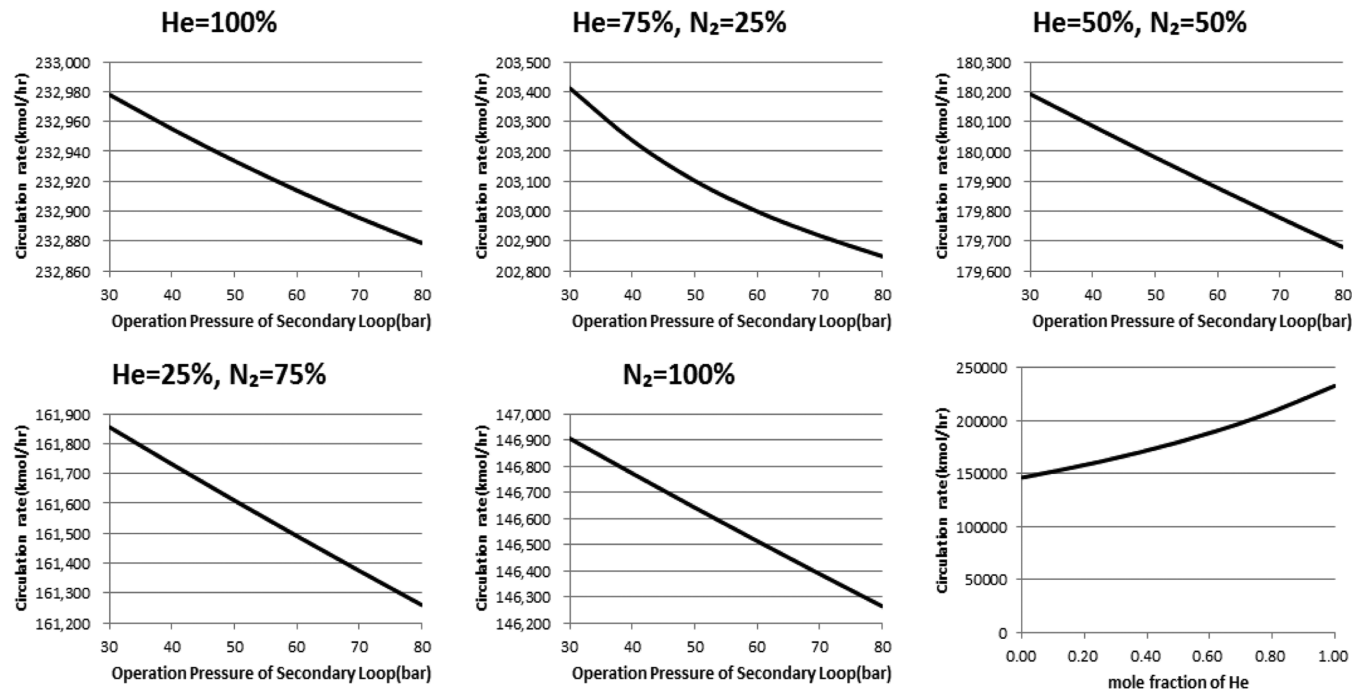 He=100%
Circulation rate(kmol/hr)
233,000
232,980
232,960
232,940
232,920
232,900
232,880
232,860
30 40 50 60 70 80
Operation Pressure of Secondary Loop(bar)
He=75%, N₂=25%
Circulation rate(kmol/hr)
203,500
203,400
203,300
203,200
203,100
203,000
202,900
202,800
30 40 50 60 70 80
Operation Pressure of Secondary Loop(bar)
He=50%, N₂=50%
Circulation rate(kmol/hr)
180,300
180,200
180,100
180,000
179,900
179,800
179,700
179,600
30 40 50 60 70 80
Operation Pressure of Secondary Loop(bar)
He=25%, N₂=75%
Circulation rate(kmol/hr)
161,900
161,800
161,700
161,600
161,500
161,400
161,300
161,200
30 40 50 60 70 80
Operation Pressure of Secondary Loop(bar)
N₂=100%
Circulation rate(kmol/hr)
147,000
146,900
146,800
146,700
146,600
146,500
146,400
146,300
146,200
30 40 50 60 70 80
Operation Pressure of Secondary Loop(bar)
Circulation rate(kmol/hr)
250000
200000
150000
100000
50000
0
0.00 0.20 0.40 0.60 0.80 1.00
mole fraction of He